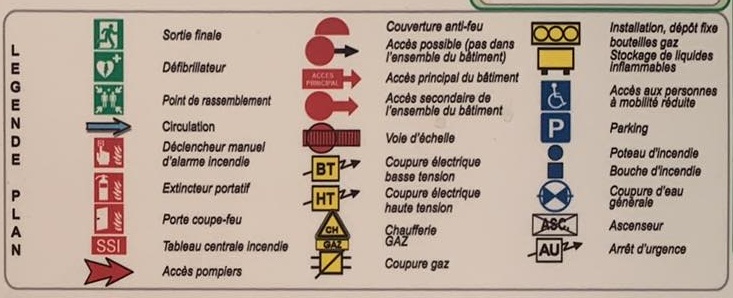 LEGENDE PLAN
Sortie finale
Défibrillateur
Point de rassemblement
Circulation
Déclencheur manuel
d'alarme incendie
Extincteur portatif
Porte coupe-feu
SSI
Tableau centrale incendie
Accès pompiers
Couverture anti-feu
Accès possible (pas dans
l'ensemble du bâtiment)
ACCES
PRINCIPAL
Accès principal du bâtiment
Accès secondaire de
l'ensemble du bâtiment
Voie d'échelle
BT
Coupure électrique
basse tension
HT
Coupure électrique
haute tension
CH
GAZ
Chaufferie
GAZ
Coupure gaz
Installation, dépôt fixe
bouteilles gaz
Stockage de liquides
inflammables
Accès aux personnes
à mobilité réduite
P
Parking
Poteau d'incendie
Bouche d'incendie
Coupure d'eau
générale
ASC.
Ascenseur
AU
Arrêt d'urgence